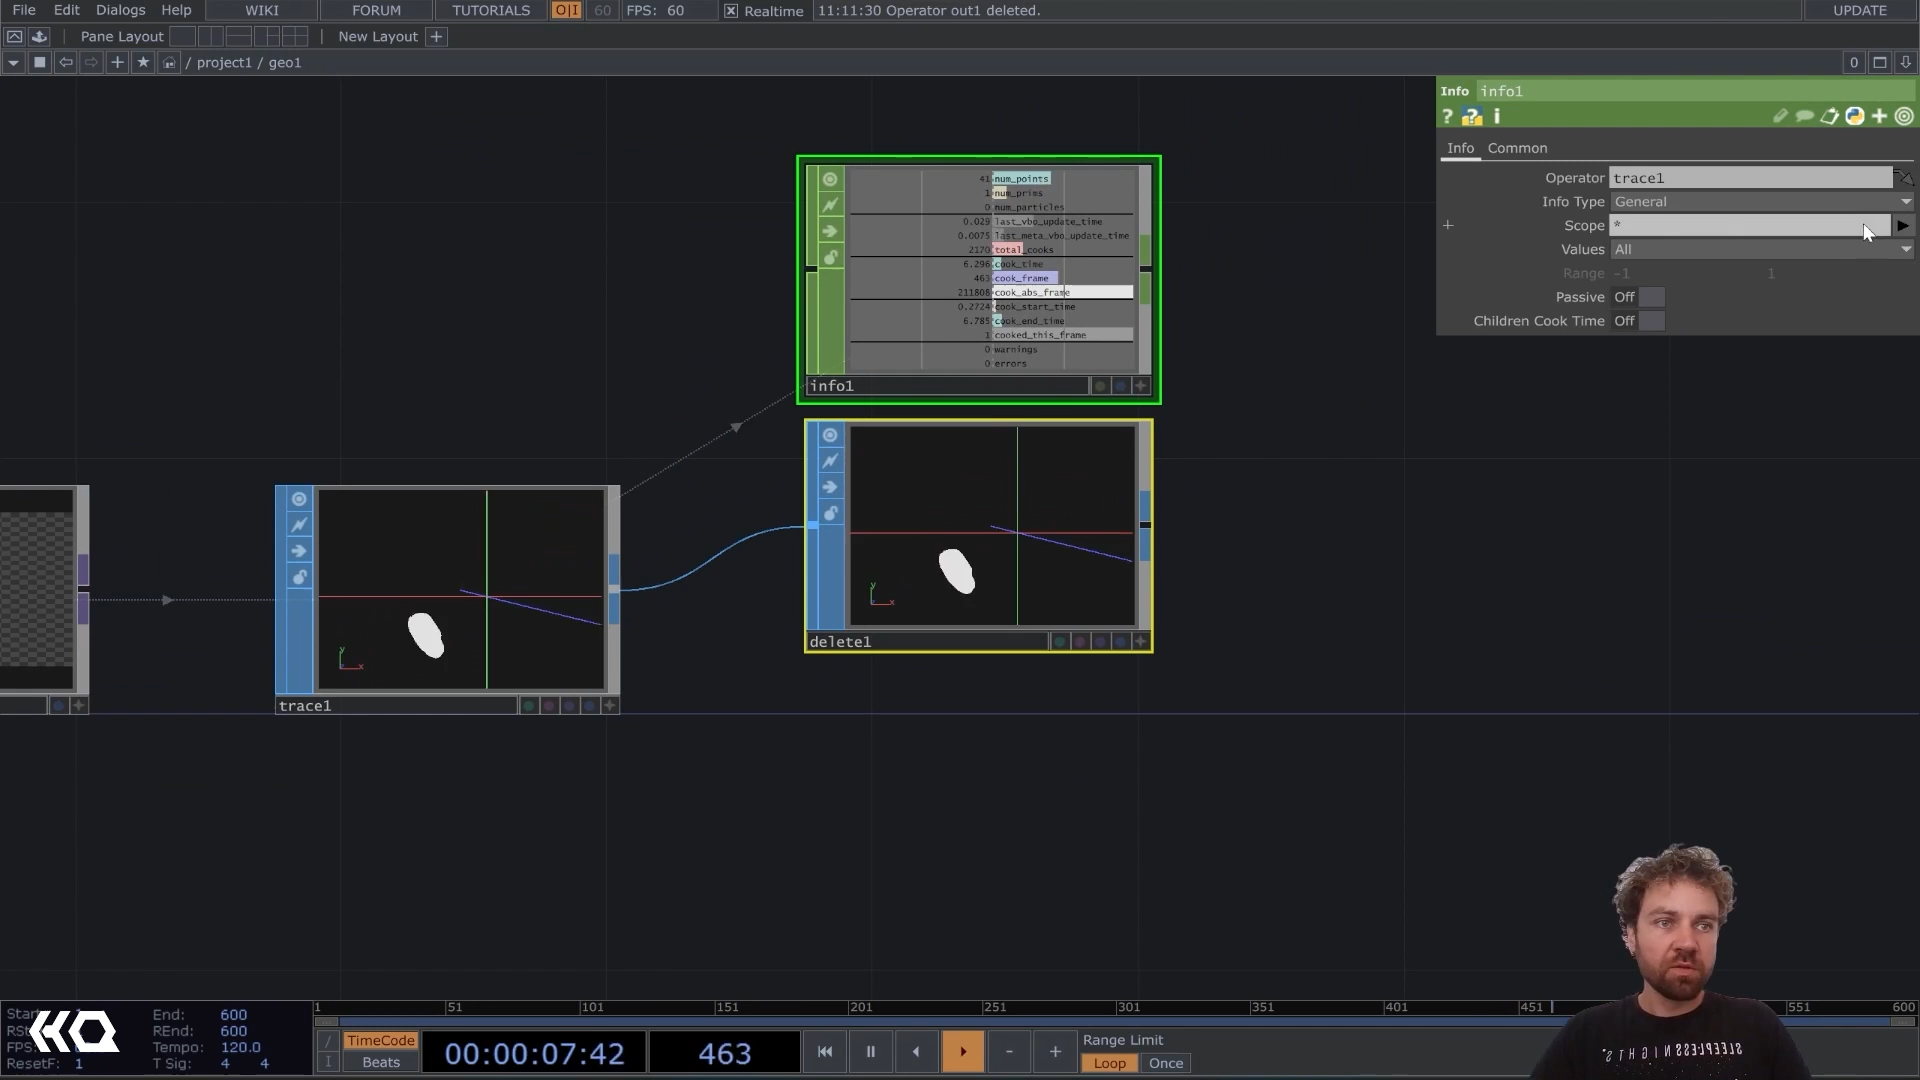 File Edit Dialogs Help WIKI FORUM TUTORIALS O|I 60 FPS: 60 Realtime 11:11:30 Operator out1 deleted. UPDATE
Pane Layout New Layout +
/ project1 / geo1 0
Info info1
? ? i
Info Common
Operator trace1
Info Type General
+ Scope *
Values All
Range -1 1
Passive Off
Children Cook Time Off
41 num_points
1 num_prims
0 num_particles
0.029 last_vbo_update_time
0.0075 last_meta_vbo_update_time
2170 total_cooks
6.296 cook_time
463 cook_frame
211808 cook_abs_frame
0.2724 cook_start_time
6.785 cook_end_time
1 cooked_this_frame
0 warnings
0 errors
info1
y
x
delete1
y
x
trace1
SLEEPLESSNIGHTS
1 51 101 151 201 251 301 351 401 451 551 600
End: 600
REnd: 600
Tempo: 120.0
ResetF: 1 T Sig: 4 4
HQ
/ TimeCode
I Beats
00:00:07:42 463
- +
Range Limit
Loop Once